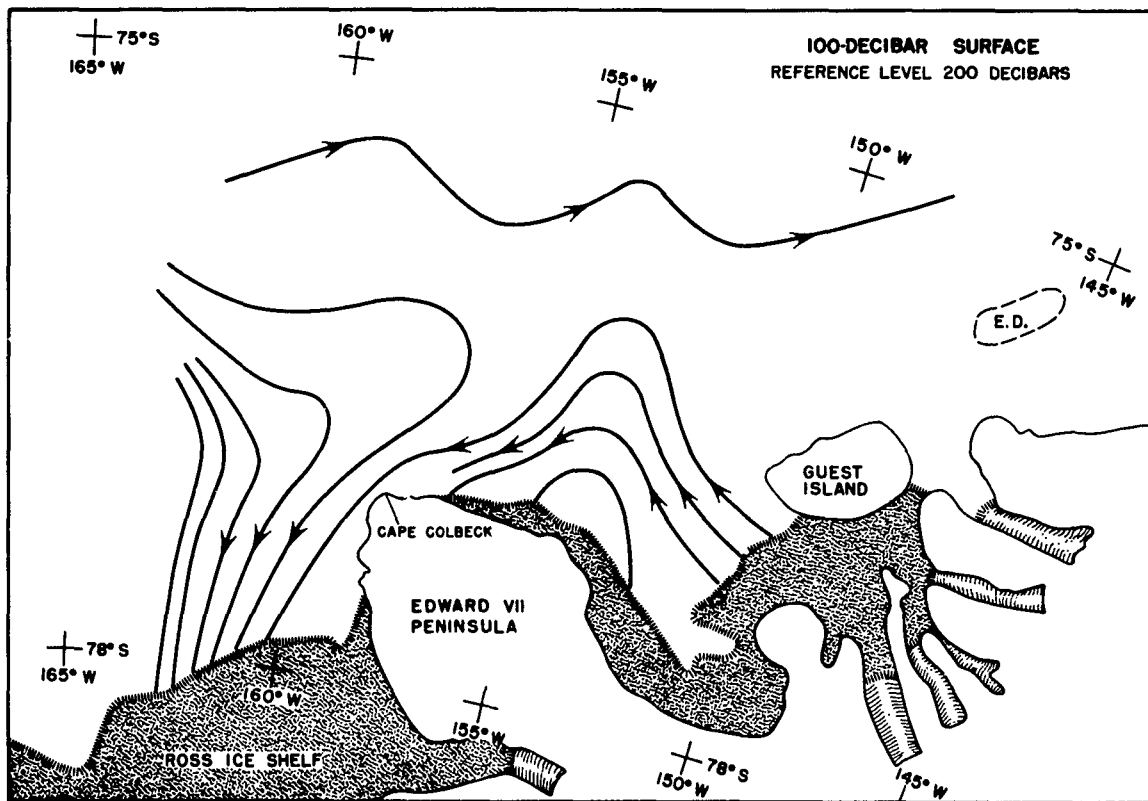 100-DECIBAR SURFACE
REFERENCE LEVEL 200 DECIBARS
75°S
165°W
160°W
155°W
150°W
75°S
145°W
E.D.
GUEST
ISLAND
CAPE COLBECK
EDWARD VII
PENINSULA
78°S
165°W
160°W
155°W
78°S
150°W
145°W
ROSS ICE SHELF